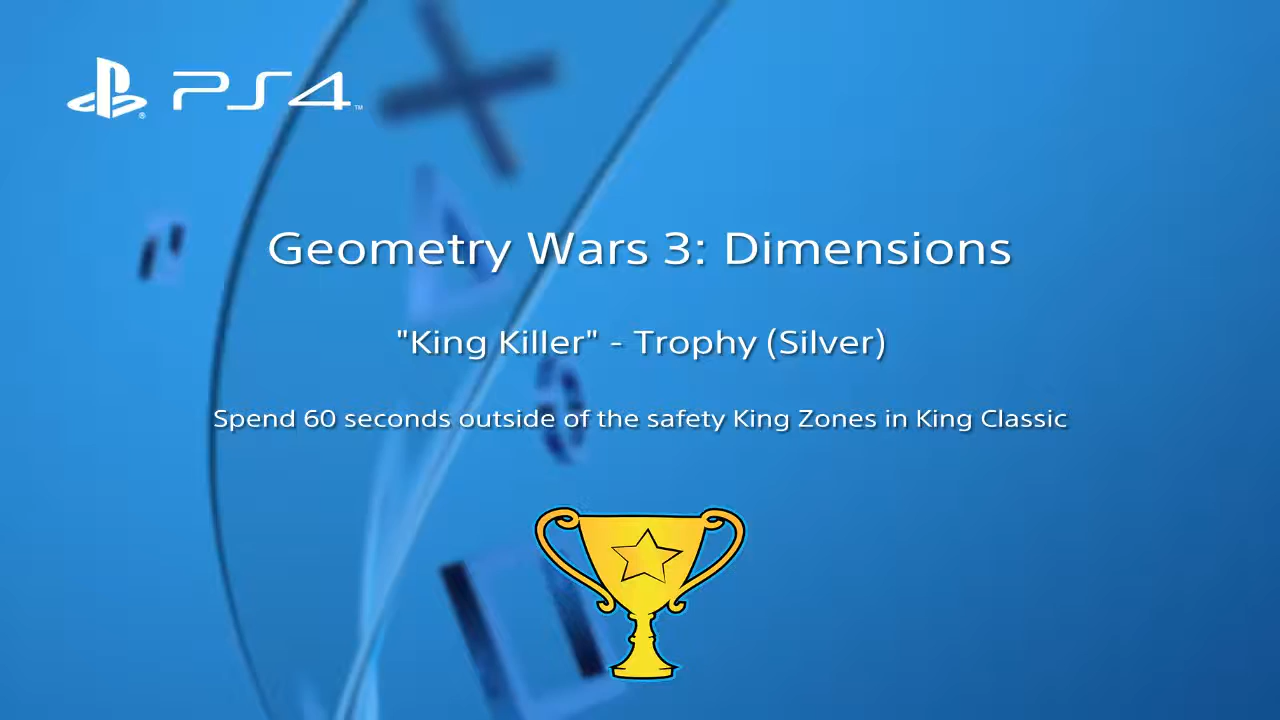 PS4™
Geometry Wars 3: Dimensions
"King Killer" - Trophy (Silver)
Spend 60 seconds outside of the safety King Zones in King Classic